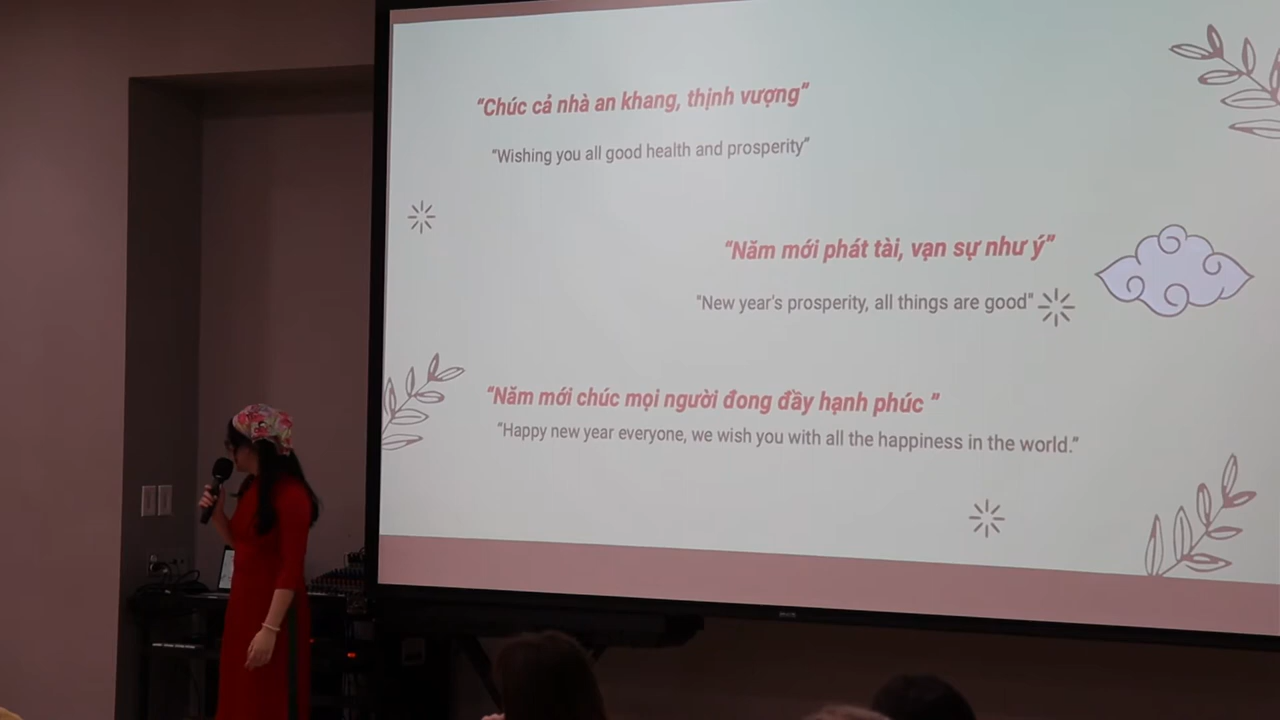 “Chúc cả nhà an khang, thịnh vượng”
“Wishing you all good health and prosperity”
“Năm mới phát tài, vạn sự như ý”
"New year's prosperity, all things are good"
“Năm mới chúc mọi người đong đầy hạnh phúc ”
“Happy new year everyone, we wish you with all the happiness in the world.”